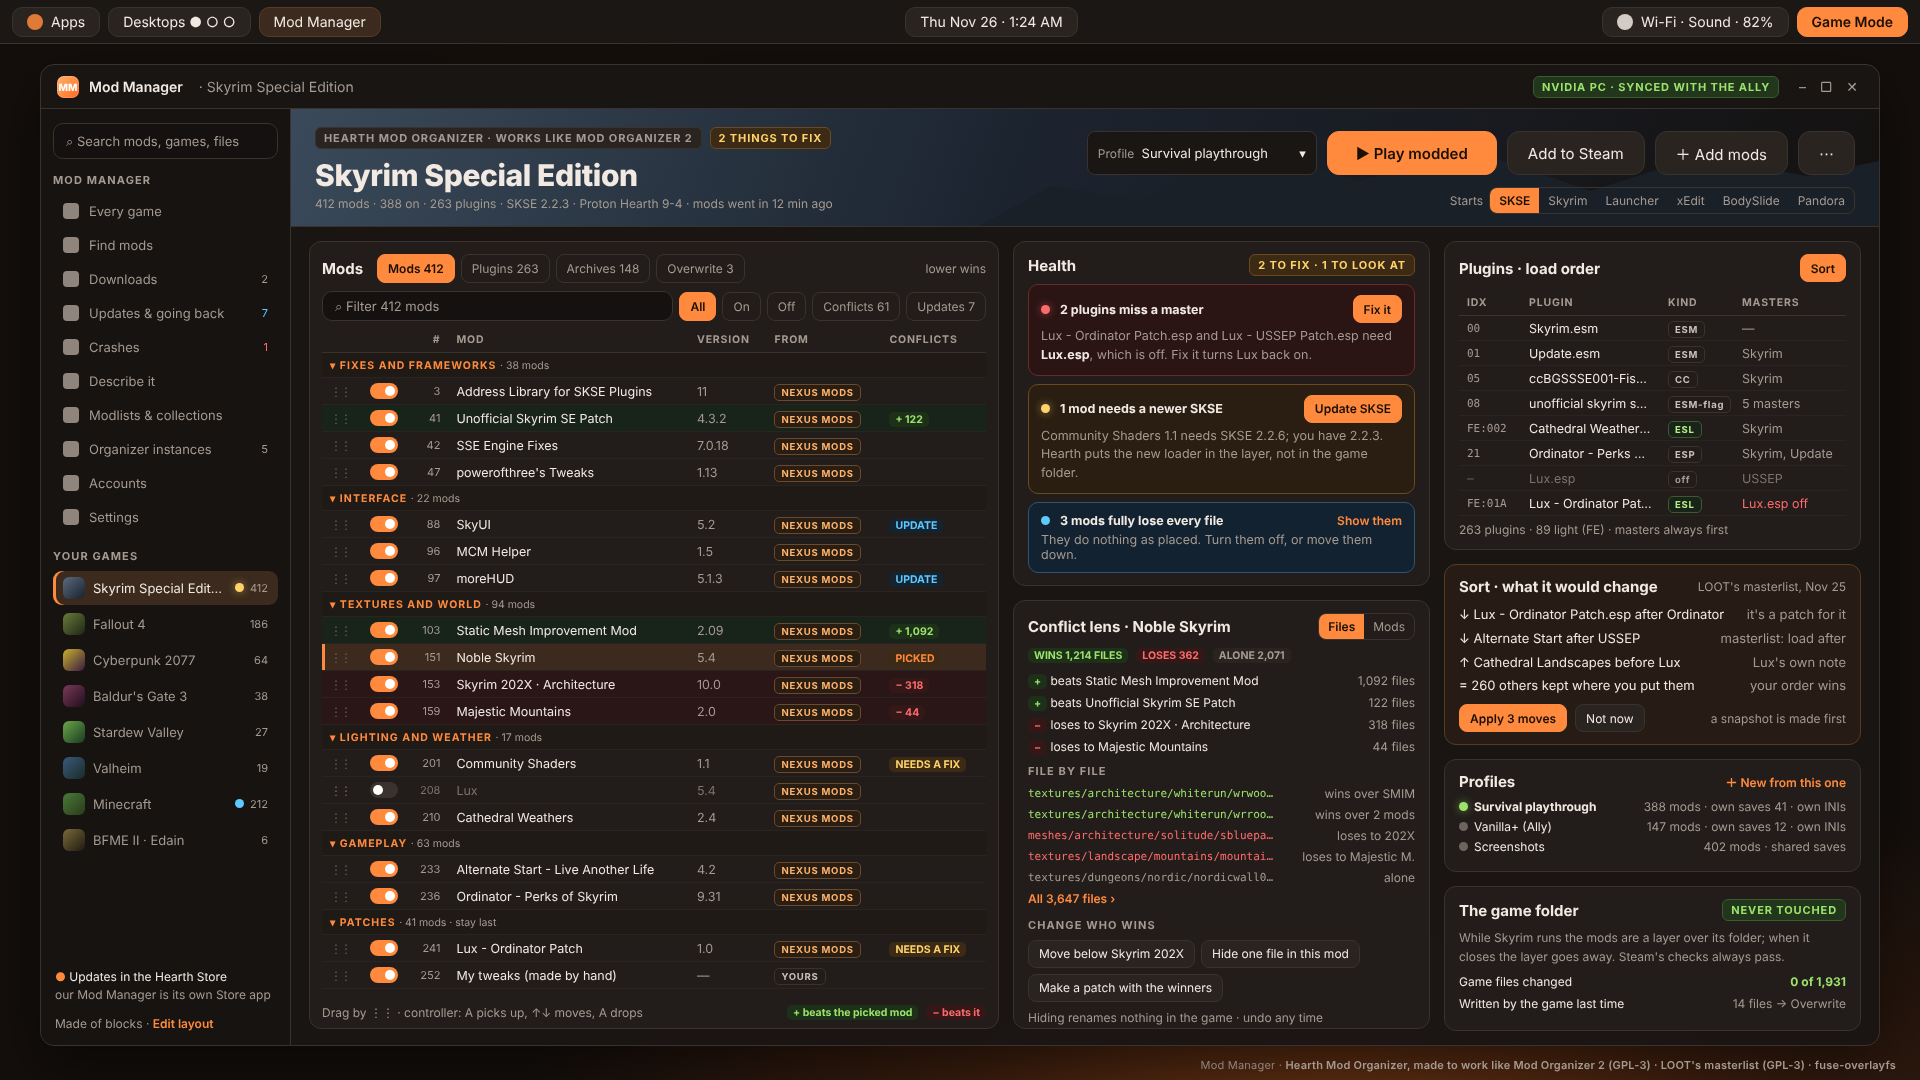 Apps
Desktops
Mod Manager
Thu Nov 26 · 1:24 AM
Wi-Fi · Sound · 82%
Game Mode
MM Mod Manager · Skyrim Special Edition
NVIDIA PC · SYNCED WITH THE ALLY
Search mods, games, files
MOD MANAGER
Every game
Find mods
Downloads 2
Updates & going back 7
Crashes 1
Describe it
Modlists & collections
Organizer instances 5
Accounts
Settings
YOUR GAMES
Skyrim Special Edit... 412
Fallout 4 186
Cyberpunk 2077 64
Baldur's Gate 3 38
Stardew Valley 27
Valheim 19
Minecraft 212
BFME II · Edain 6
Updates in the Hearth Store
our Mod Manager is its own Store app
Made of blocks · Edit layout
HEARTH MOD ORGANIZER · WORKS LIKE MOD ORGANIZER 2
2 THINGS TO FIX
Skyrim Special Edition
412 mods · 388 on · 263 plugins · SKSE 2.2.3 · Proton Hearth 9-4 · mods went in 12 min ago
Profile Survival playthrough ▾
▶ Play modded
Add to Steam
+ Add mods
···
Starts SKSE Skyrim Launcher xEdit BodySlide Pandora
Mods
Mods 412
Plugins 263
Archives 148
Overwrite 3
lower wins
Filter 412 mods
All
On
Off
Conflicts 61
Updates 7
# MOD VERSION FROM CONFLICTS
▾ FIXES AND FRAMEWORKS · 38 mods
3 Address Library for SKSE Plugins 11 NEXUS MODS
41 Unofficial Skyrim SE Patch 4.3.2 NEXUS MODS + 122
42 SSE Engine Fixes 7.0.18 NEXUS MODS
47 powerofthree's Tweaks 1.13 NEXUS MODS
▾ INTERFACE · 22 mods
88 SkyUI 5.2 NEXUS MODS UPDATE
96 MCM Helper 1.5 NEXUS MODS
97 moreHUD 5.1.3 NEXUS MODS UPDATE
▾ TEXTURES AND WORLD · 94 mods
103 Static Mesh Improvement Mod 2.09 NEXUS MODS + 1,092
151 Noble Skyrim 5.4 NEXUS MODS PICKED
153 Skyrim 202X · Architecture 10.0 NEXUS MODS − 318
159 Majestic Mountains 2.0 NEXUS MODS − 44
▾ LIGHTING AND WEATHER · 17 mods
201 Community Shaders 1.1 NEXUS MODS NEEDS A FIX
208 Lux 5.4 NEXUS MODS
210 Cathedral Weathers 2.4 NEXUS MODS
▾ GAMEPLAY · 63 mods
233 Alternate Start - Live Another Life 4.2 NEXUS MODS
236 Ordinator - Perks of Skyrim 9.31 NEXUS MODS
▾ PATCHES · 41 mods · stay last
241 Lux - Ordinator Patch 1.0 NEXUS MODS NEEDS A FIX
252 My tweaks (made by hand) — YOURS
Drag by ⋮⋮ · controller: A picks up, ↑↓ moves, A drops
+ beats the picked mod
− beats it
Health
2 TO FIX · 1 TO LOOK AT
2 plugins miss a master
Fix it
Lux - Ordinator Patch.esp and Lux - USSEP Patch.esp need
Lux.esp, which is off. Fix it turns Lux back on.
1 mod needs a newer SKSE
Update SKSE
Community Shaders 1.1 needs SKSE 2.2.6; you have 2.2.3.
Hearth puts the new loader in the layer, not in the game
folder.
3 mods fully lose every file
Show them
They do nothing as placed. Turn them off, or move them
down.
Conflict lens · Noble Skyrim
Files Mods
WINS 1,214 FILES
LOSES 362
ALONE 2,071
+ beats Static Mesh Improvement Mod 1,092 files
+ beats Unofficial Skyrim SE Patch 122 files
− loses to Skyrim 202X · Architecture 318 files
− loses to Majestic Mountains 44 files
FILE BY FILE
textures/architecture/whiterun/wrwoo… wins over SMIM
textures/architecture/whiterun/wrroo… wins over 2 mods
meshes/architecture/solitude/sbluepa… loses to 202X
textures/landscape/mountains/mountai… loses to Majestic M.
textures/dungeons/nordic/nordicwall0… alone
All 3,647 files ›
CHANGE WHO WINS
Move below Skyrim 202X
Hide one file in this mod
Make a patch with the winners
Hiding renames nothing in the game · undo any time
Plugins · load order
Sort
IDX PLUGIN KIND MASTERS
00 Skyrim.esm ESM —
01 Update.esm ESM Skyrim
05 ccBGSSSE001-Fis... CC Skyrim
08 unofficial skyrim s... ESM-flag 5 masters
FE:002 Cathedral Weather... ESL Skyrim
21 Ordinator - Perks ... ESP Skyrim, Update
— Lux.esp off USSEP
FE:01A Lux - Ordinator Pat... ESL Lux.esp off
263 plugins · 89 light (FE) · masters always first
Sort · what it would change
LOOT's masterlist, Nov 25
↓ Lux - Ordinator Patch.esp after Ordinator it's a patch for it
↓ Alternate Start after USSEP masterlist: load after
↑ Cathedral Landscapes before Lux Lux's own note
= 260 others kept where you put them your order wins
Apply 3 moves
Not now
a snapshot is made first
Profiles
+ New from this one
Survival playthrough 388 mods · own saves 41 · own INIs
Vanilla+ (Ally) 147 mods · own saves 12 · own INIs
Screenshots 402 mods · shared saves
The game folder
NEVER TOUCHED
While Skyrim runs the mods are a layer over its folder; when it
closes the layer goes away. Steam's checks always pass.
Game files changed 0 of 1,931
Written by the game last time 14 files → Overwrite
Mod Manager · Hearth Mod Organizer, made to work like Mod Organizer 2 (GPL-3) · LOOT's masterlist (GPL-3) · fuse-overlayfs